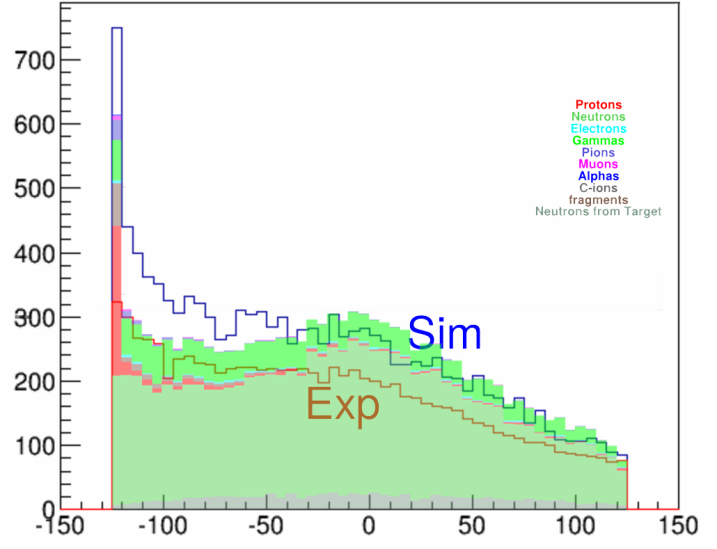 700
600
500
400
300
200
100
0
Protons
Neutrons
Electrons
Gammas
Pions
Muons
Alphas
C-ions
fragments
Neutrons from Target
Sim
Exp
-150 -100 -50 0 50 100 150